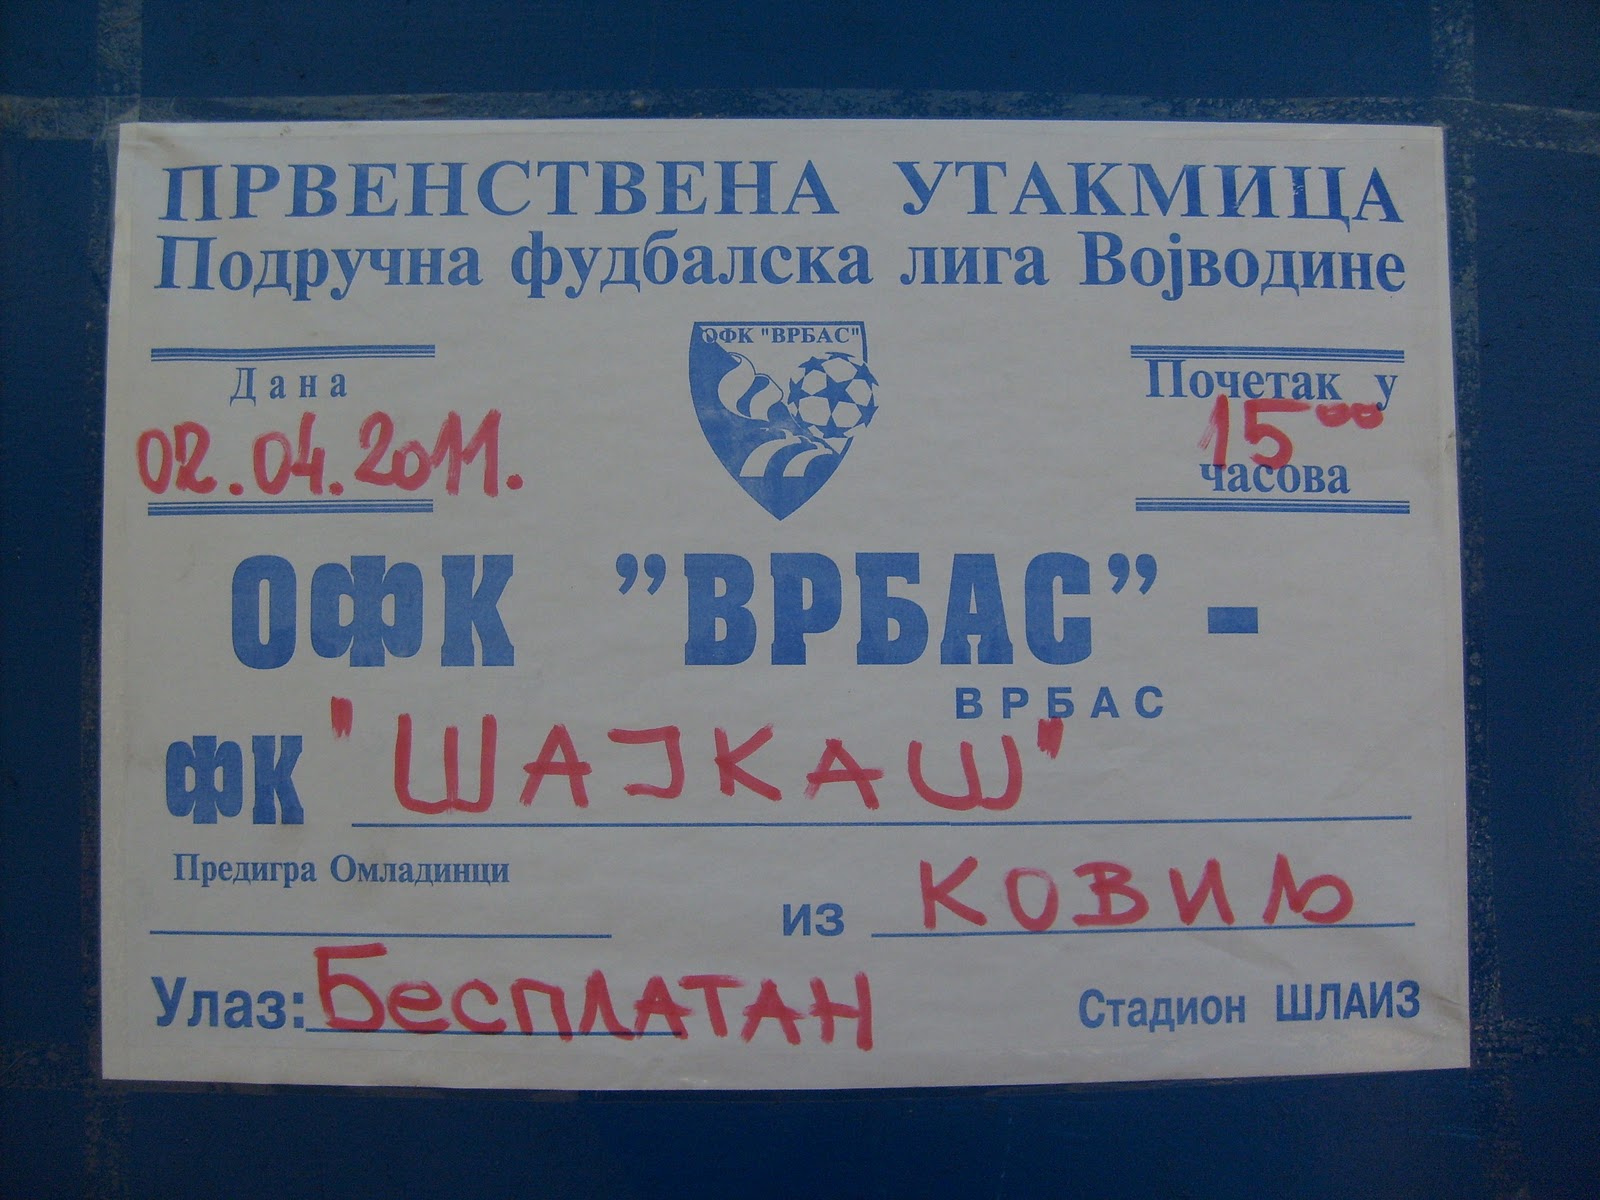 ПРВЕНСТВЕНА УТАКМИЦА
Подручна фудбалска лига Војводине
ОФК "ВРБАС"
Дана
02.04.2011.
Почетак у
15⁰⁰
часова
ОФК "ВРБАС" -
ВРБАС
ФК "ШАЈКАШ"
Предигра Омладинци
из КОВИЉ
Улаз: БеСПЛАТАН
Стадион ШЛАИЗ